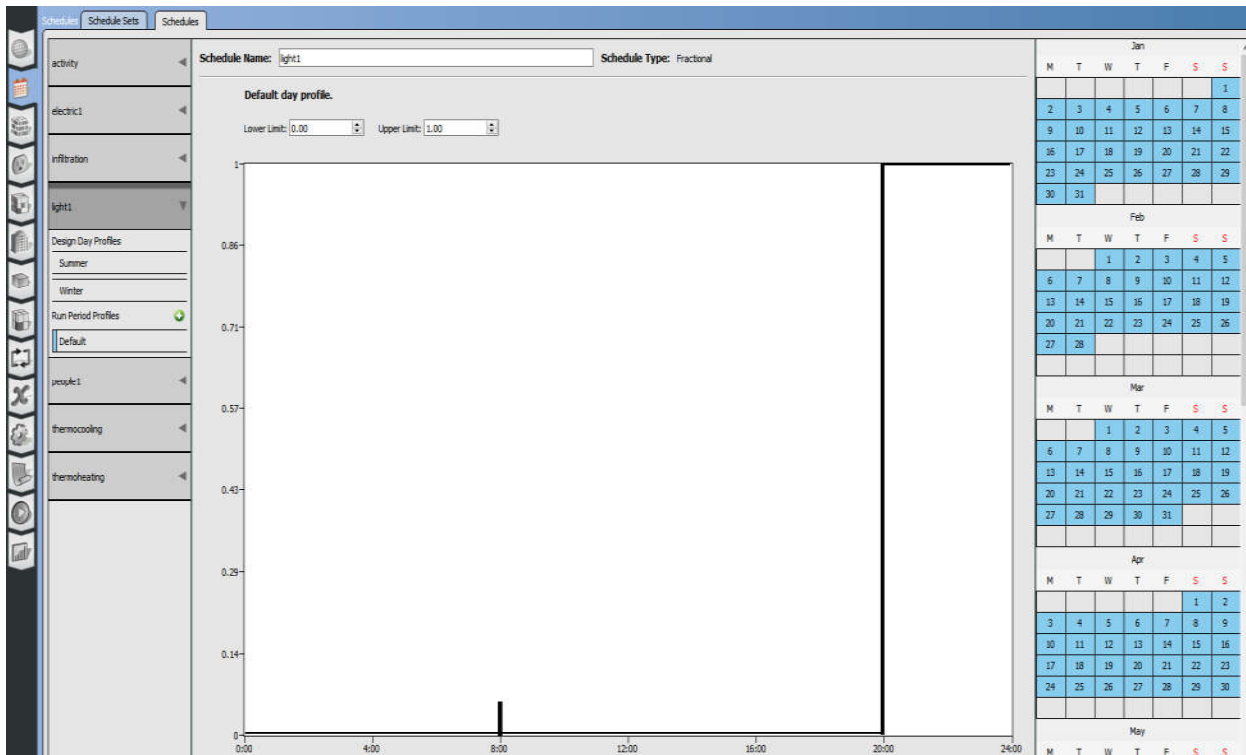 Schedules Schedule Sets Schedules
activity
electric1
infiltration
light1
Design Day Profiles
Summer
Winter
Run Period Profiles
Default
people1
thermocooling
thermoheating
Schedule Name: light1 Schedule Type: Fractional
Default day profile.
Lower Limit: 0.00 Upper Limit: 1.00
1
0.86
0.71
0.57
0.43
0.29
0.14
0
0:00 4:00 8:00 12:00 16:00 20:00 24:00
Jan
M T W T F S S
1
2 3 4 5 6 7 8
9 10 11 12 13 14 15
16 17 18 19 20 21 22
23 24 25 26 27 28 29
30 31
Feb
M T W T F S S
1 2 3 4 5
6 7 8 9 10 11 12
13 14 15 16 17 18 19
20 21 22 23 24 25 26
27 28
Mar
M T W T F S S
1 2 3 4 5
6 7 8 9 10 11 12
13 14 15 16 17 18 19
20 21 22 23 24 25 26
27 28 29 30 31
Apr
M T W T F S S
1 2
3 4 5 6 7 8 9
10 11 12 13 14 15 16
17 18 19 20 21 22 23
24 25 26 27 28 29 30
May
M T W T F S S